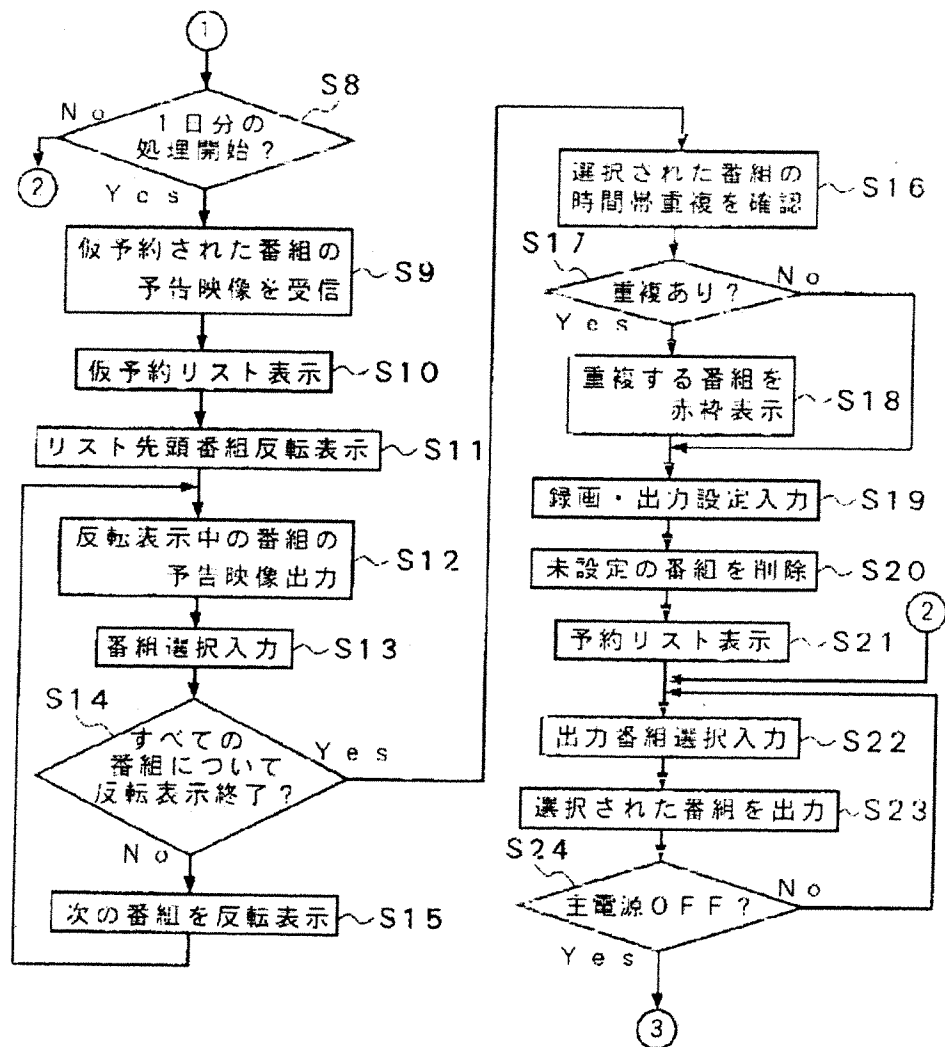 ①
S8
No
1日分の
処理開始?
②
Yes
仮予約された番組の
予告映像を受信
S9
仮予約リスト表示
S10
リスト先頭番組反転表示
S11
反転表示中の番組の
予告映像出力
S12
番組選択入力
S13
S14
すべての
番組について
反転表示終了?
Yes
No
次の番組を反転表示
S15
選択された番組の
時間帯重複を確認
S16
S17
重複あり?
No
Yes
重複する番組を
赤枠表示
S18
録画・出力設定入力
S19
未設定の番組を削除
S20
②
予約リスト表示
S21
出力番組選択入力
S22
選択された番組を出力
S23
S24
主電源OFF?
No
Yes
③